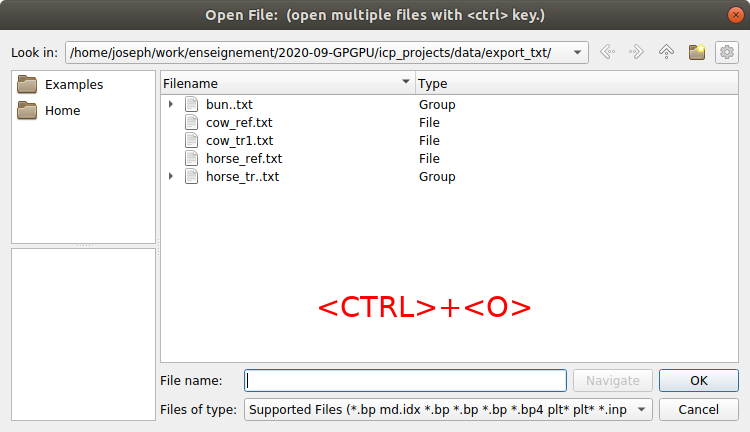 Open File:  (open multiple files with <ctrl> key.)
Look in: /home/joseph/work/enseignement/2020-09-GPGPU/icp_projects/data/export_txt/
Examples
Home
Filename Type
bun..txt Group
cow_ref.txt File
cow_tr1.txt File
horse_ref.txt File
horse_tr..txt Group
<CTRL>+<O>
File name: Navigate OK
Files of type: Supported Files (*.bp md.idx *.bp *.bp *.bp *.bp4 plt* plt* *.inp Cancel